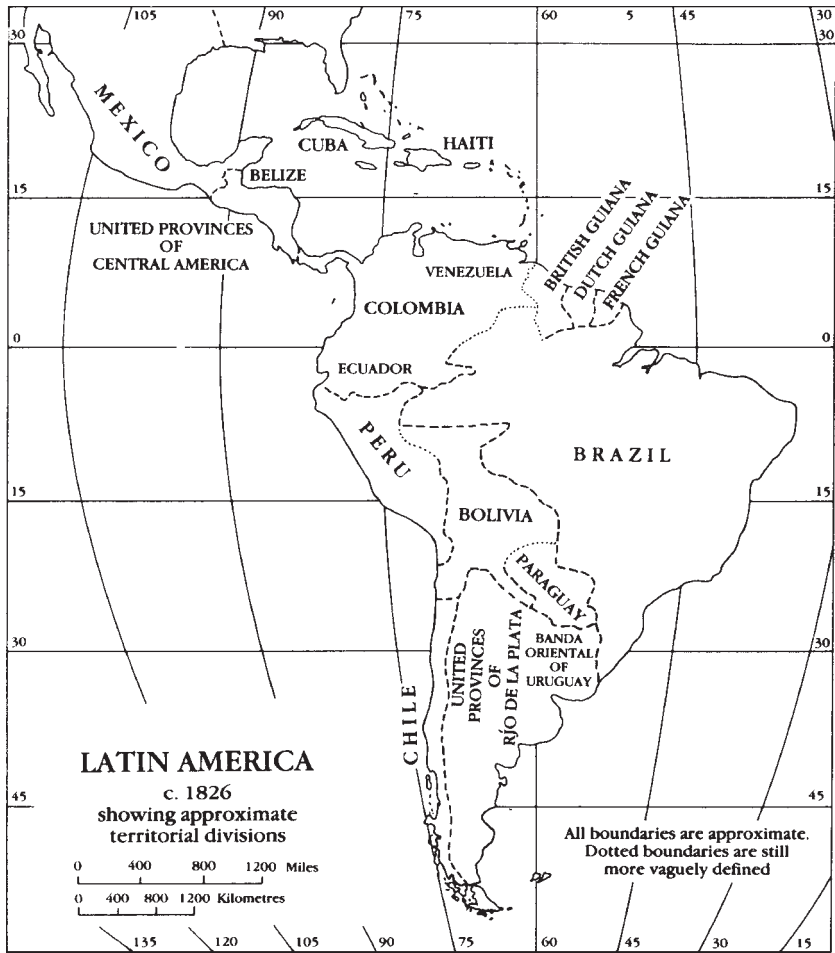 105
90
75
60
5
45
30
30
30
MEXICO
CUBA
HAITI
BELIZE
15
15
UNITED PROVINCES
OF
CENTRAL AMERICA
BRITISH GUIANA
DUTCH GUIANA
FRENCH GUIANA
VENEZUELA
COLOMBIA
0
0
ECUADOR
PERU
BRAZIL
15
15
BOLIVIA
PARAGUAY
UNITED
PROVINCES
OF
RÍO DE LA PLATA
BANDA
ORIENTAL
OF
URUGUAY
30
30
CHILE
LATIN AMERICA
c. 1826
showing approximate
territorial divisions
45
45
0 400 800 1200 Miles
0 400 800 1200 Kilometres
All boundaries are approximate.
Dotted boundaries are still
more vaguely defined
135
120
105
90
75
60
45
30
15